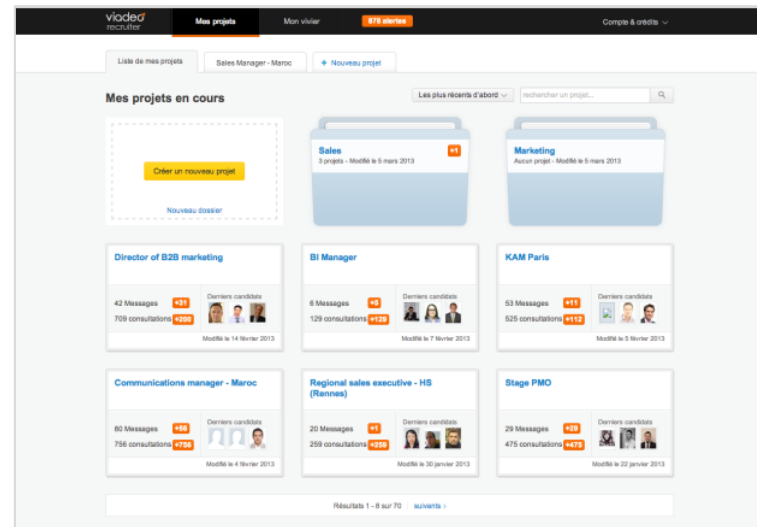 viadeo
recruiter
Mes projets
Mon vivier
878 alertes
Compte & crédits
Liste de mes projets
Sales Manager - Maroc
+ Nouveau projet
Mes projets en cours
Les plus récents d'abord
rechercher un projet...
Créer un nouveau projet
Nouveau dossier
Sales
+1
3 projets - Modifié le 5 mars 2013
Marketing
Aucun projet - Modifié le 5 mars 2013
Director of B2B marketing
42 Messages +31
709 consultations +200
Derniers candidats
Modifié le 14 février 2013
BI Manager
6 Messages +5
129 consultations +129
Derniers candidats
Modifié le 7 février 2013
KAM Paris
53 Messages +11
525 consultations +112
Derniers candidats
Modifié le 5 février 2013
Communications manager - Maroc
80 Messages +56
756 consultations +756
Derniers candidats
Modifié le 4 février 2013
Regional sales executive - HS
(Rennes)
20 Messages +1
259 consultations +259
Derniers candidats
Modifié le 30 janvier 2013
Stage PMO
29 Messages +29
475 consultations +475
Derniers candidats
Modifié le 22 janvier 2013
Résultats 1 - 8 sur 70 suivants >